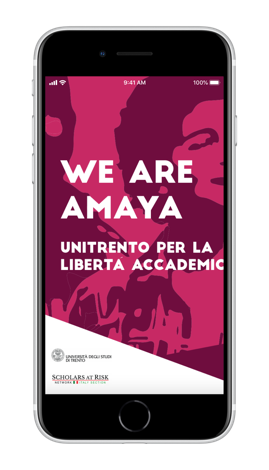 9:41 AM
100%
WE ARE
AMAYA
UNITRENTO PER LA
LIBERTA ACCADEMIC
UNIVERSITÀ DEGLI STUDI
DI TRENTO
SCHOLARS AT RISK
NETWORK ITALY SECTION